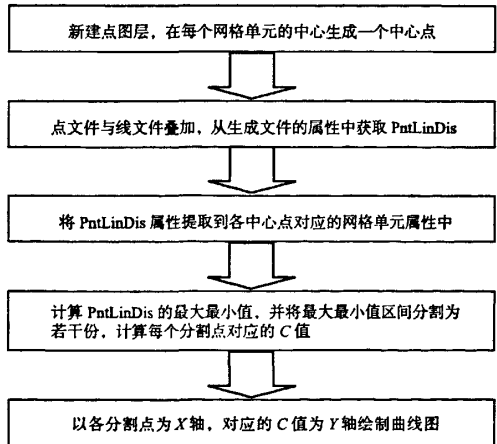 新建点图层，在每个网格单元的中心生成一个中心点
点文件与线文件叠加，从生成文件的属性中获取 PntLinDis
将 PntLinDis 属性提取到各中心点对应的网格单元属性中
计算 PntLinDis 的最大最小值，并将最大最小值区间分割为
若干份，计算每个分割点对应的 C 值
以各分割点为 X 轴，对应的 C 值为 Y 轴绘制曲线图